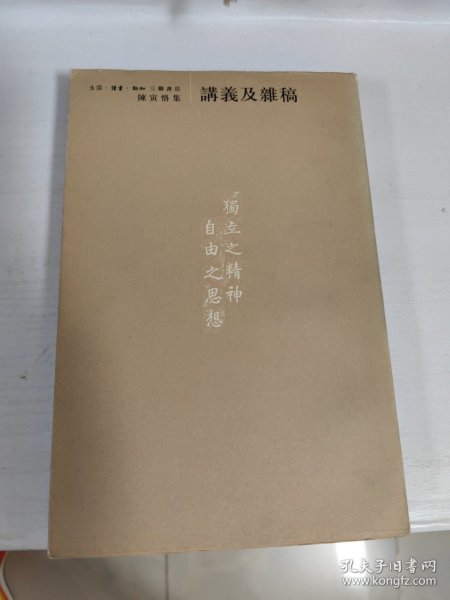 生活·讀書·新知 三聯書店
陳寅恪集
講義及雜稿
獨立之精神
自由之思想
孔夫子旧书网
www.kongfz.com